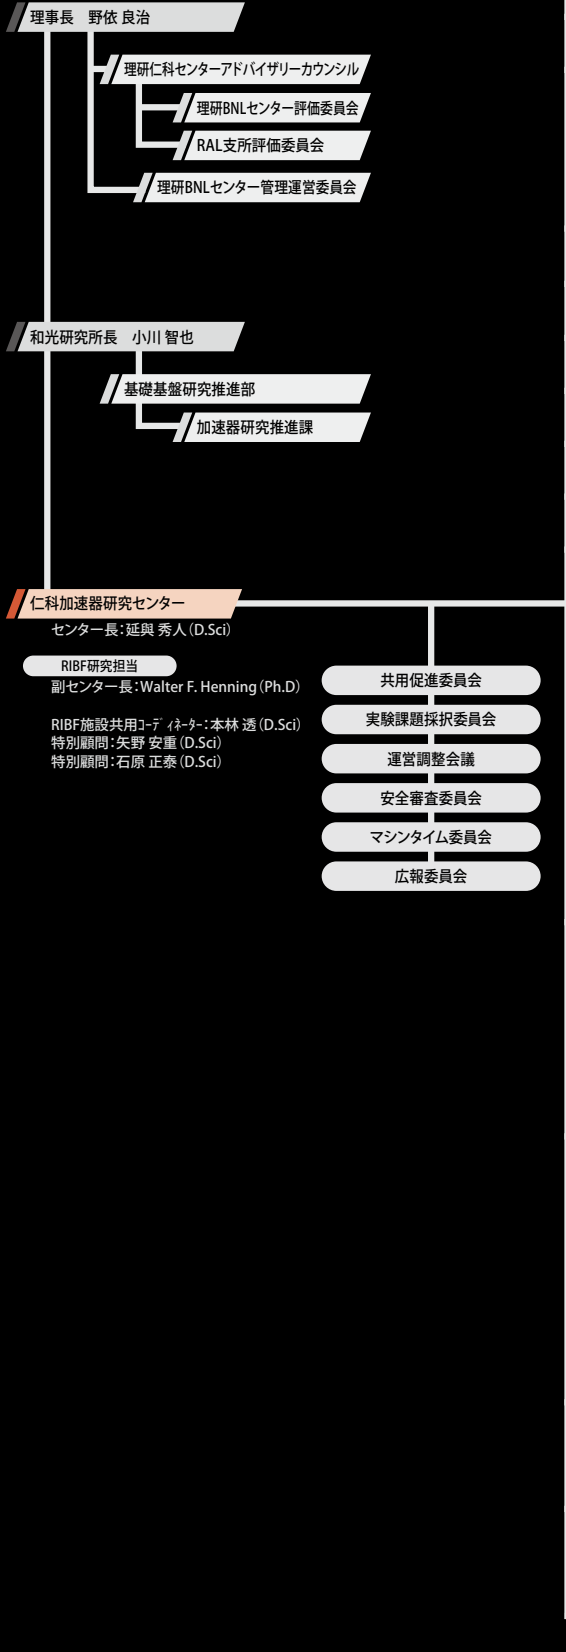 理事長　野依 良治
理研仁科センターアドバイザリーカウンシル
理研BNLセンター評価委員会
RAL支所評価委員会
理研BNLセンター管理運営委員会
和光研究所長　小川 智也
基礎基盤研究推進部
加速器研究推進課
仁科加速器研究センター
センター長：延與 秀人（D.Sci）
RIBF研究担当
副センター長：Walter F. Henning（Ph.D）
RIBF施設共用ｺｰﾃﾞｨﾈｰﾀｰ：本林 透（D.Sci）
特別顧問：矢野 安重（D.Sci）
特別顧問：石原 正泰（D.Sci）
共用促進委員会
実験課題採択委員会
運営調整会議
安全審査委員会
マシンタイム委員会
広報委員会